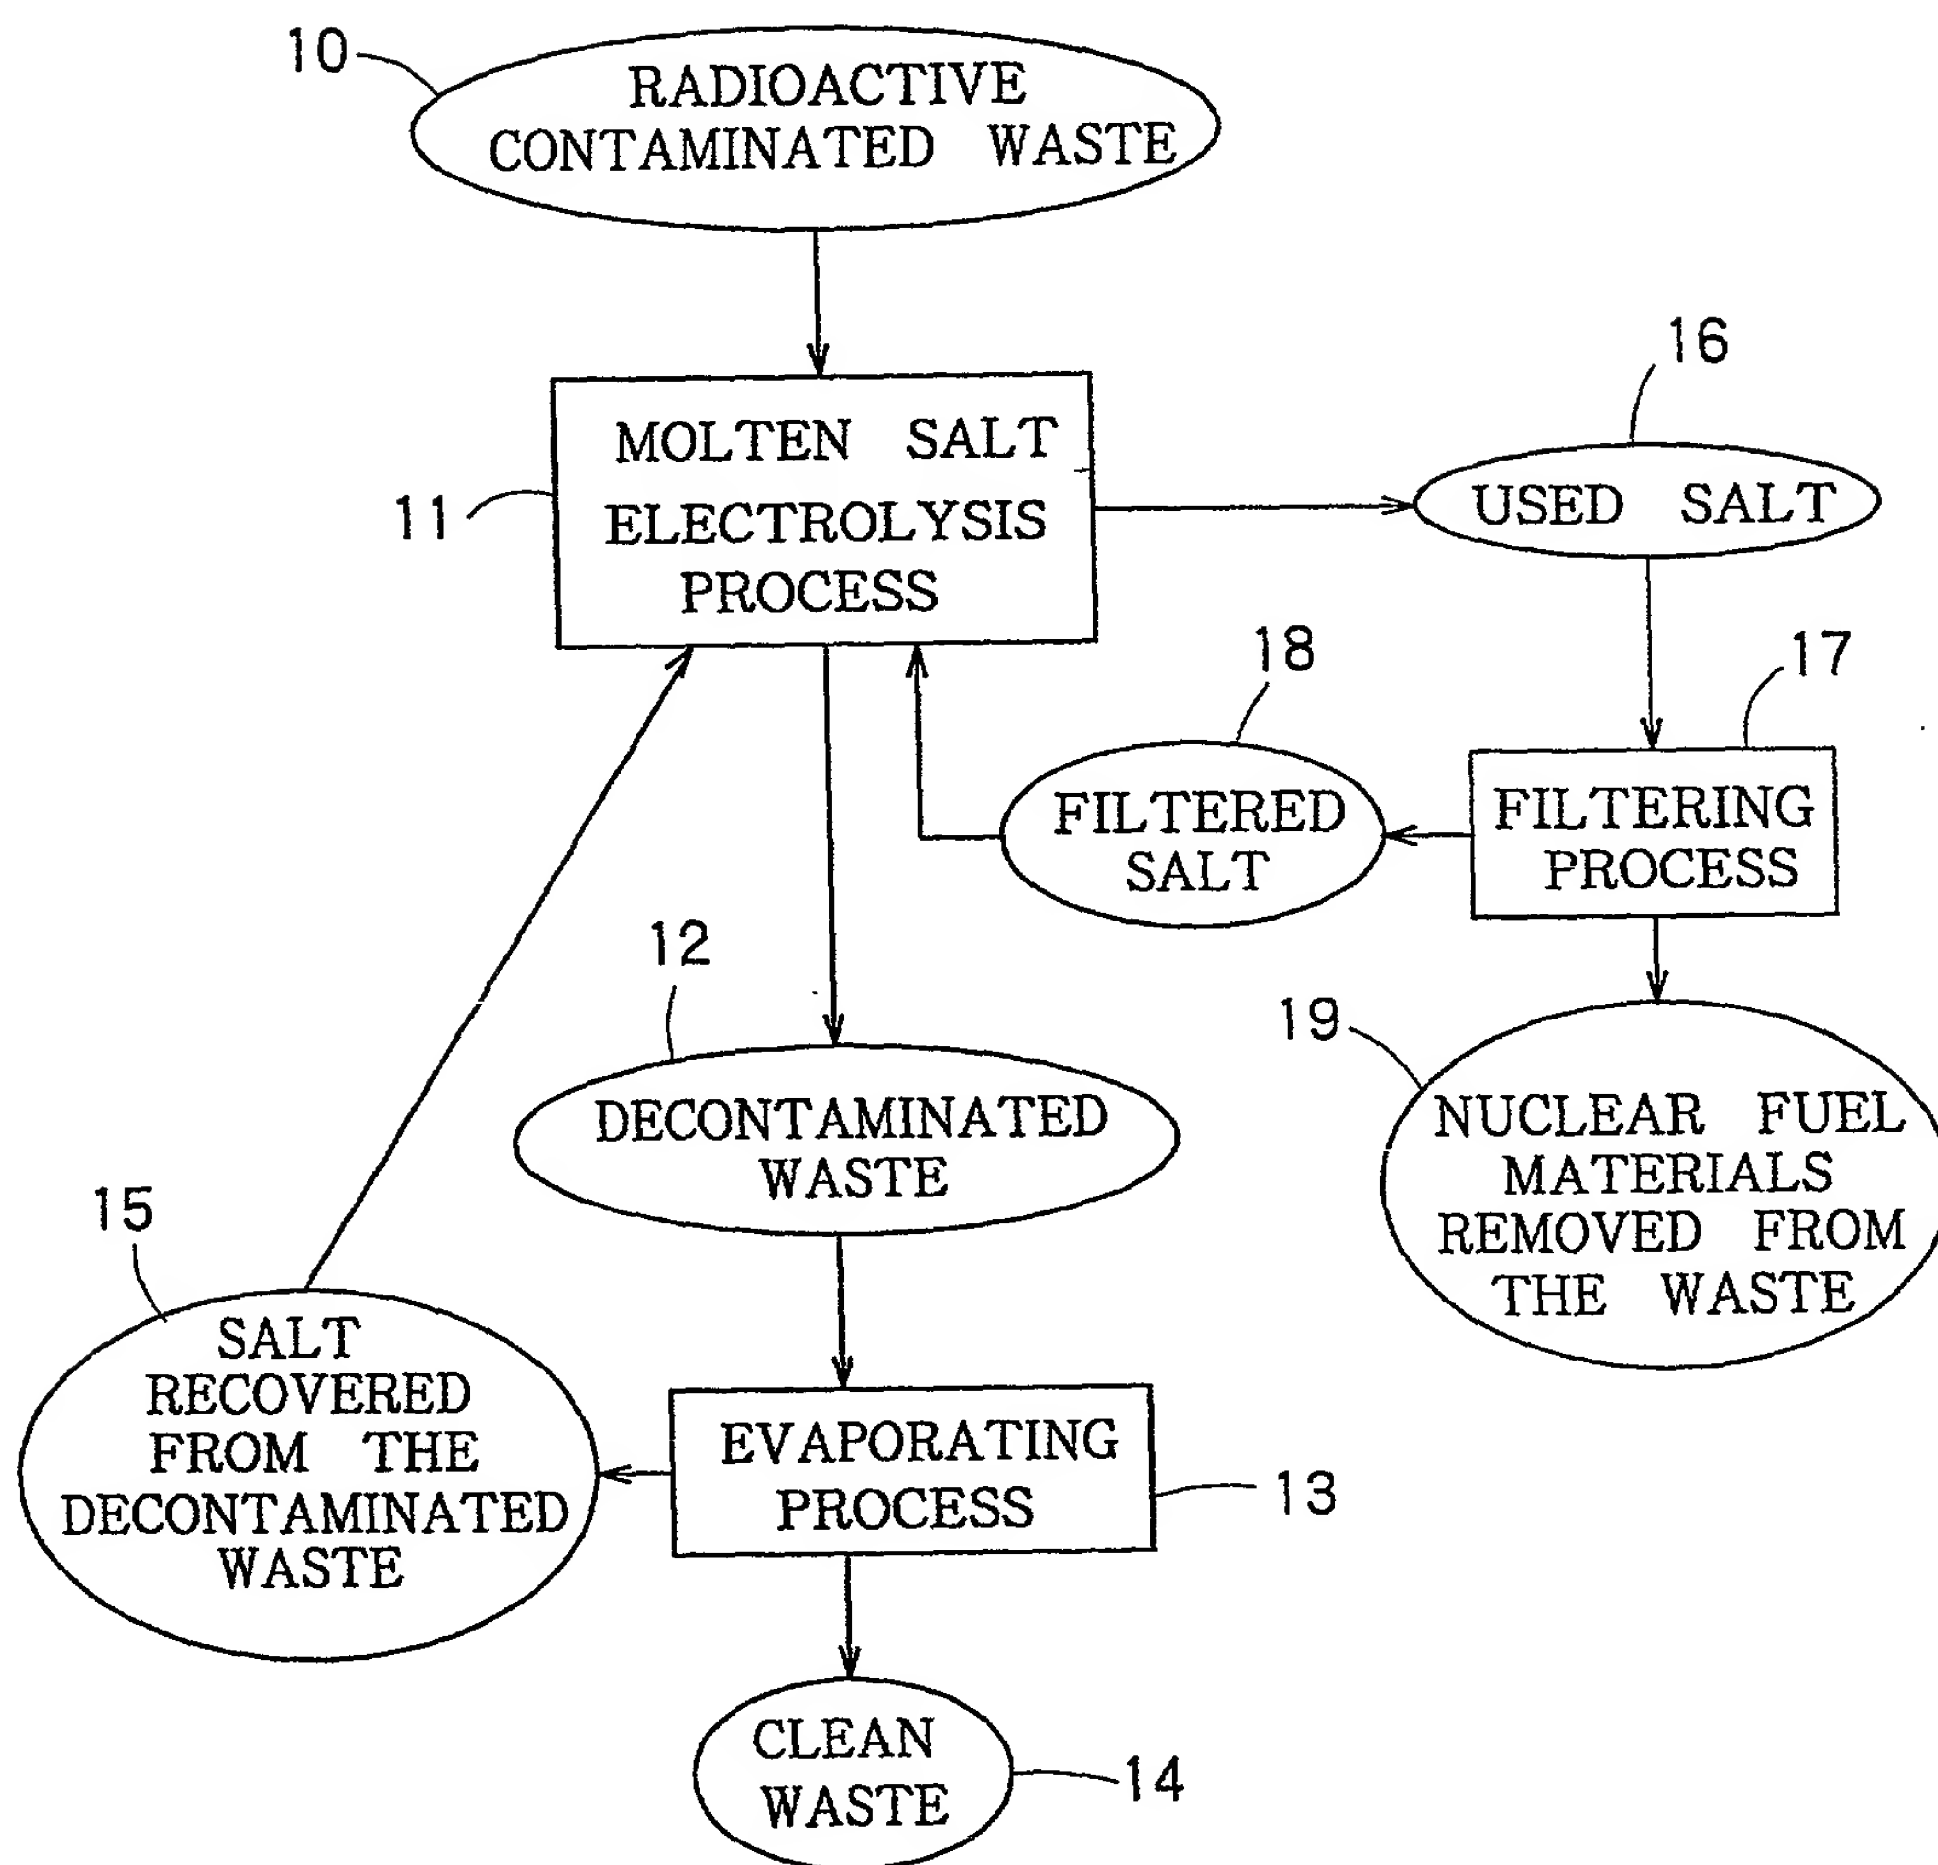 10
RADIOACTIVE
CONTAMINATED WASTE
16
MOLTEN SALT
ELECTROLYSIS
PROCESS
11
USED SALT
18
17
FILTERED
SALT
FILTERING
PROCESS
12
19
DECONTAMINATED
WASTE
NUCLEAR FUEL
MATERIALS
REMOVED FROM
THE WASTE
15
SALT
RECOVERED
FROM THE
DECONTAMINATED
WASTE
EVAPORATING
PROCESS
13
CLEAN
WASTE
14